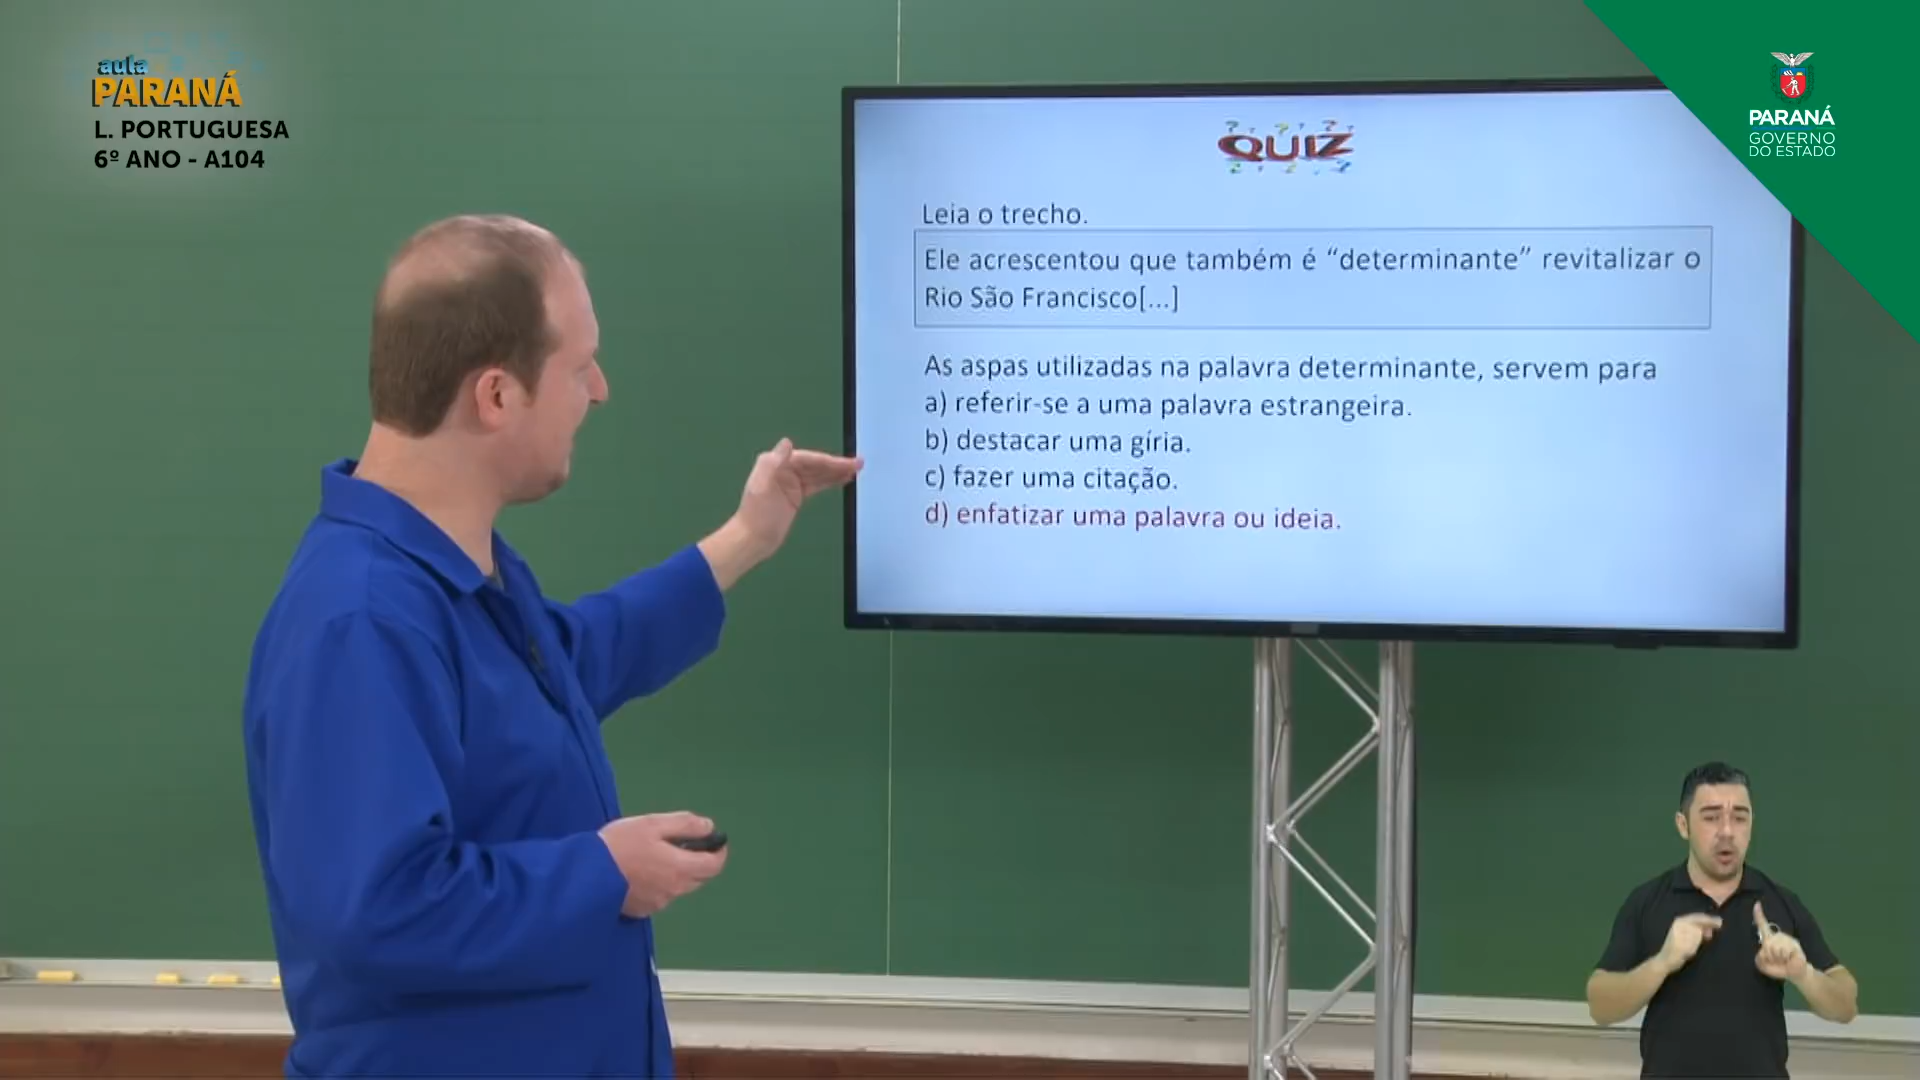 aula
PARANÁ
L. PORTUGUESA
6º ANO - A104
QUIZ
Leia o trecho.
Ele acrescentou que também é “determinante” revitalizar o
Rio São Francisco[...]
As aspas utilizadas na palavra determinante, servem para
a) referir-se a uma palavra estrangeira.
b) destacar uma gíria.
c) fazer uma citação.
d) enfatizar uma palavra ou ideia.
PARANÁ
GOVERNO
DO ESTADO